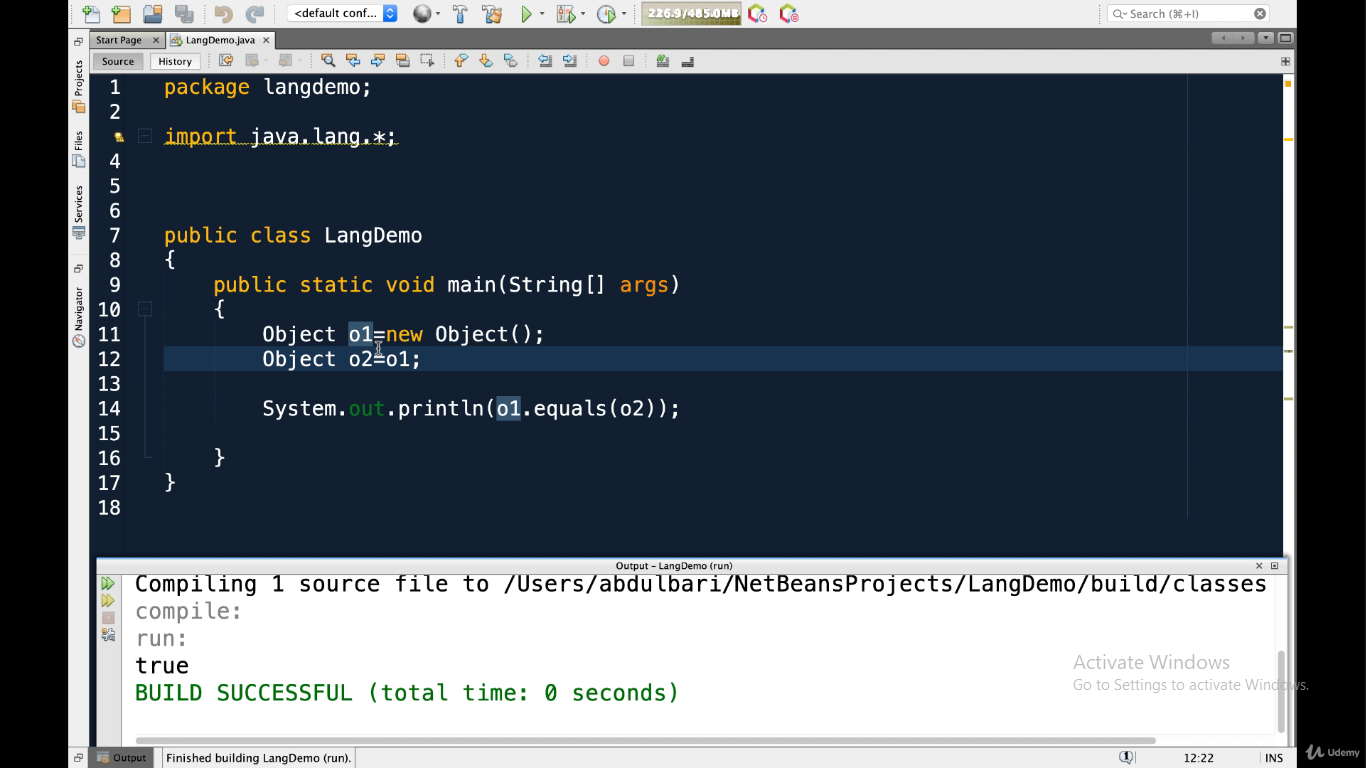 <default conf...
226.9/485.0MB
Search (⌘+I)
Start Page
LangDemo.java
Source
History
Projects
Files
Services
Navigator
1 package langdemo;
2
import java.lang.*;
4
5
6
7 public class LangDemo
8 {
9 public static void main(String[] args)
10 {
11 Object o1=new Object();
12 Object o2=o1;
13
14 System.out.println(o1.equals(o2));
15
16 }
17 }
18
Output - LangDemo (run)
Compiling 1 source file to /Users/abdulbari/NetBeansProjects/LangDemo/build/classes
compile:
run:
true
BUILD SUCCESSFUL (total time: 0 seconds)
Activate Windows
Go to Settings to activate Windows.
Output
Finished building LangDemo (run).
1
12:22
INS
Udemy